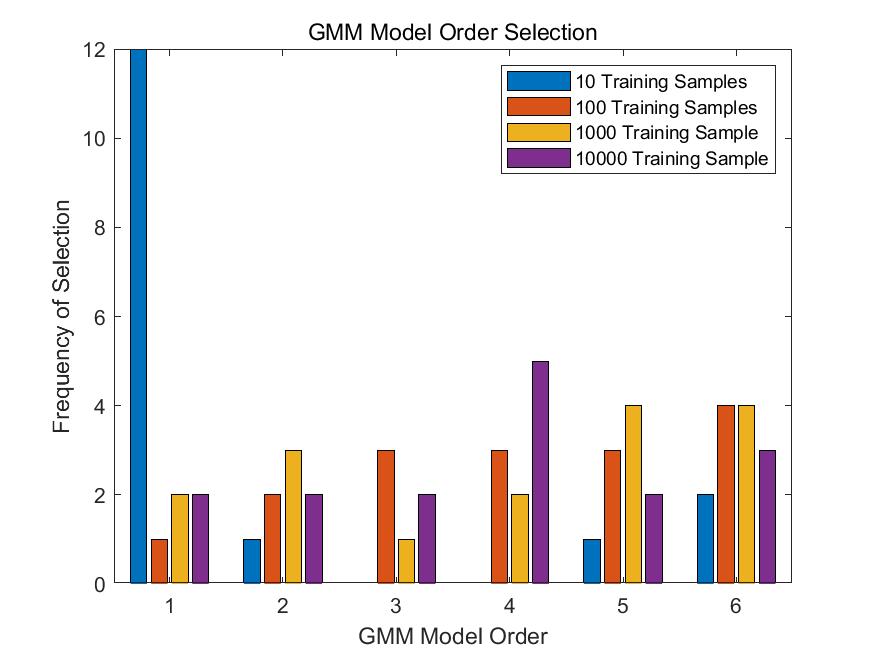 GMM Model Order Selection
12
10
8
6
4
2
0
Frequency of Selection
10 Training Samples
100 Training Samples
1000 Training Sample
10000 Training Sample
1 2 3 4 5 6
GMM Model Order